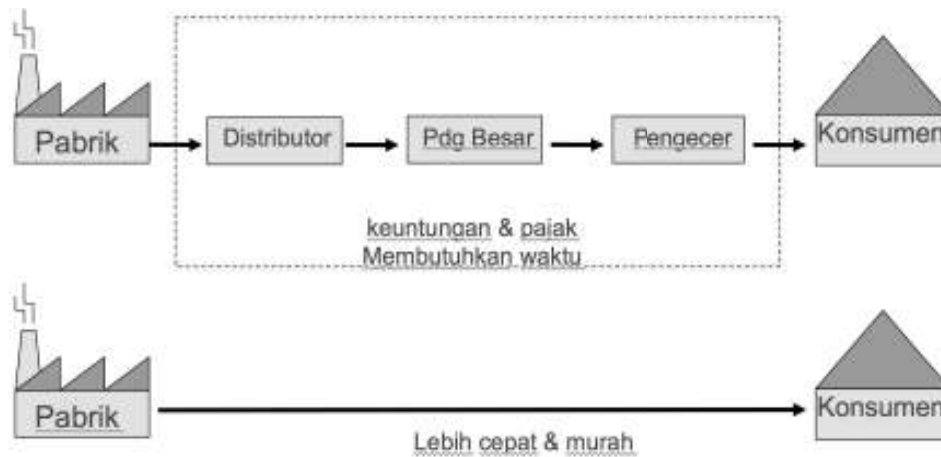 Pabrik
Distributor
Pdg Besar
Pengecer
Konsumen
keuntungan & pajak
Membutuhkan waktu
Pabrik
Konsumen
Lebih cepat & murah